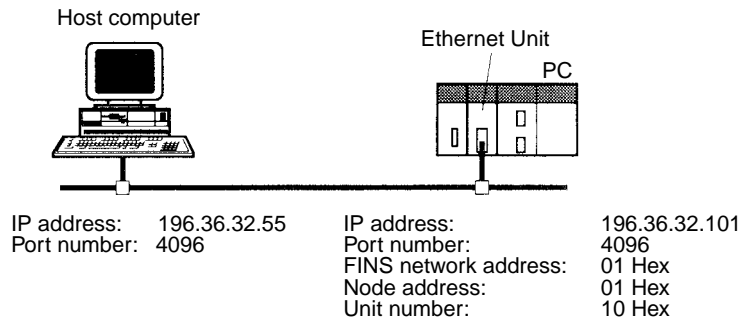 Host computer
Ethernet Unit
PC
IP address: 196.36.32.55
Port number: 4096
IP address: 196.36.32.101
Port number: 4096
FINS network address: 01 Hex
Node address: 01 Hex
Unit number: 10 Hex